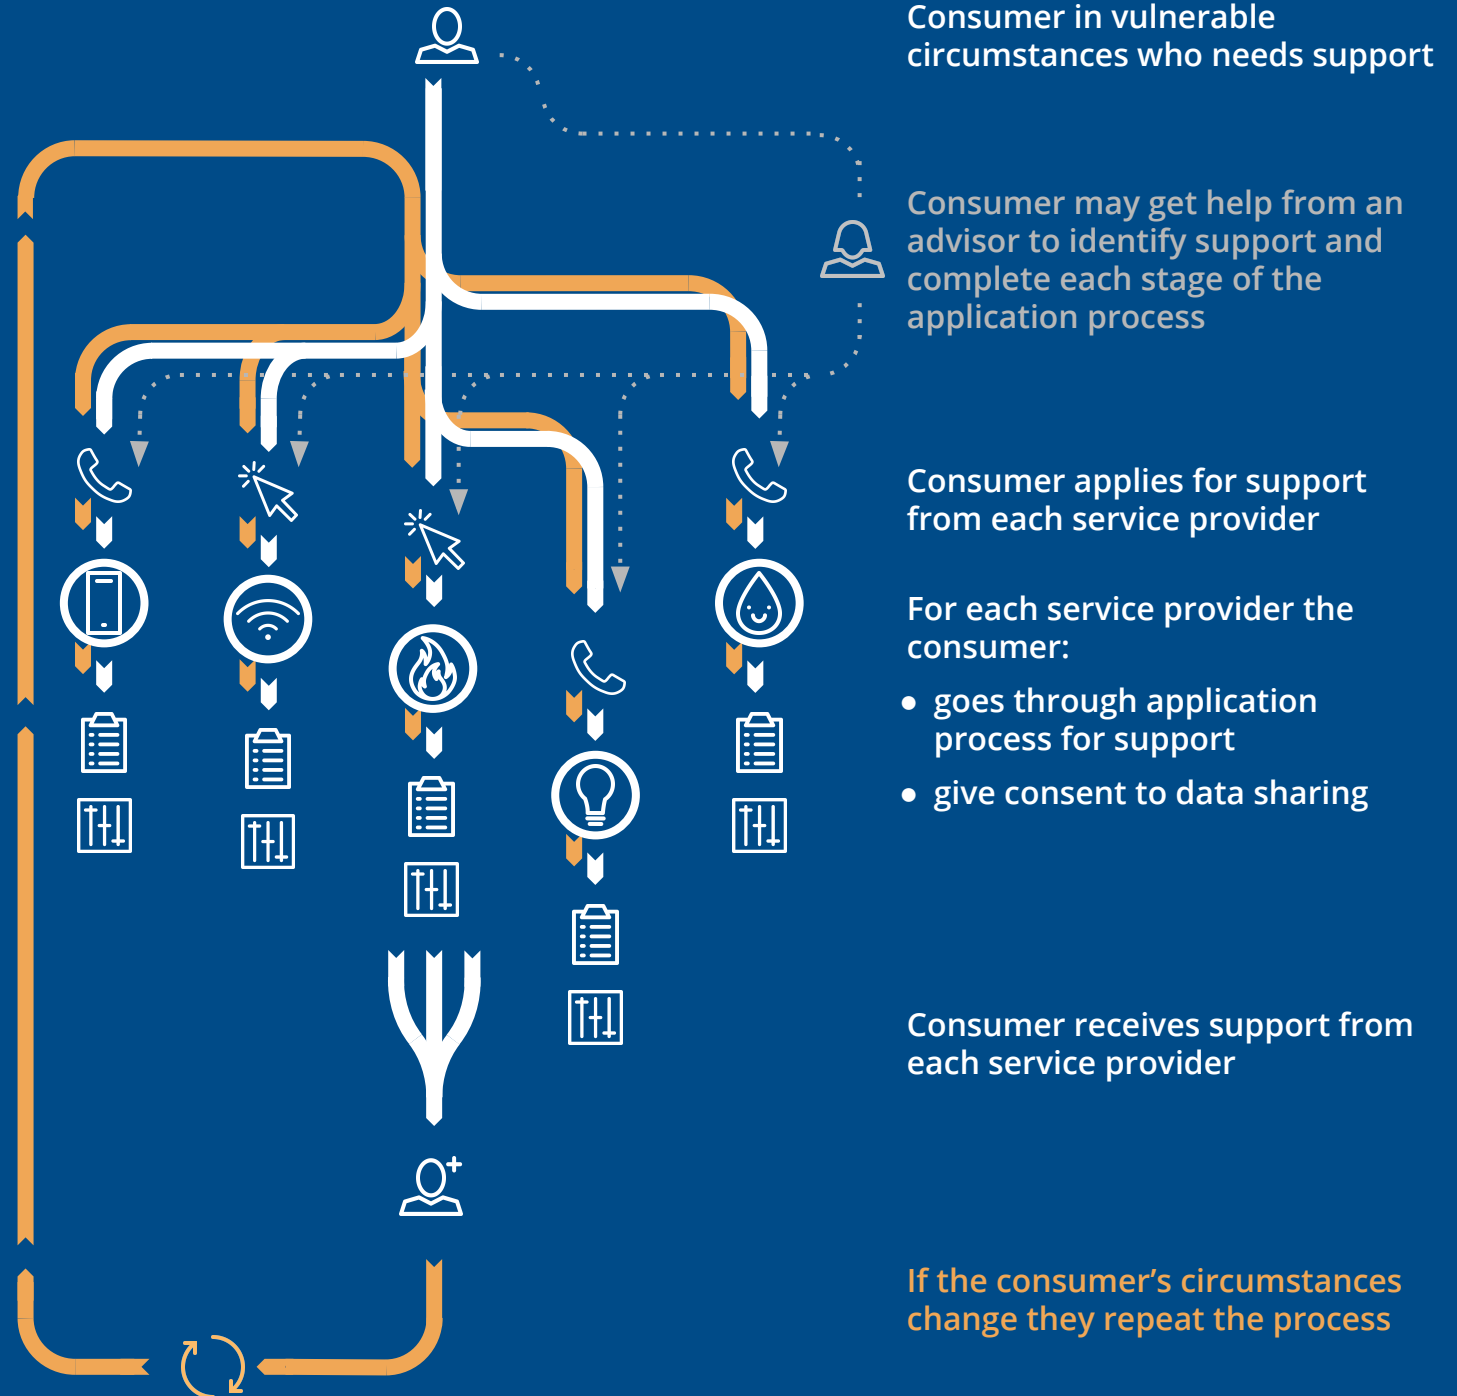 Consumer in vulnerable
circumstances who needs support
Consumer may get help from an
advisor to identify support and
complete each stage of the
application process
Consumer applies for support
from each service provider
For each service provider the
consumer:
• goes through application
process for support
• give consent to data sharing
Consumer receives support from
each service provider
If the consumer’s circumstances
change they repeat the process